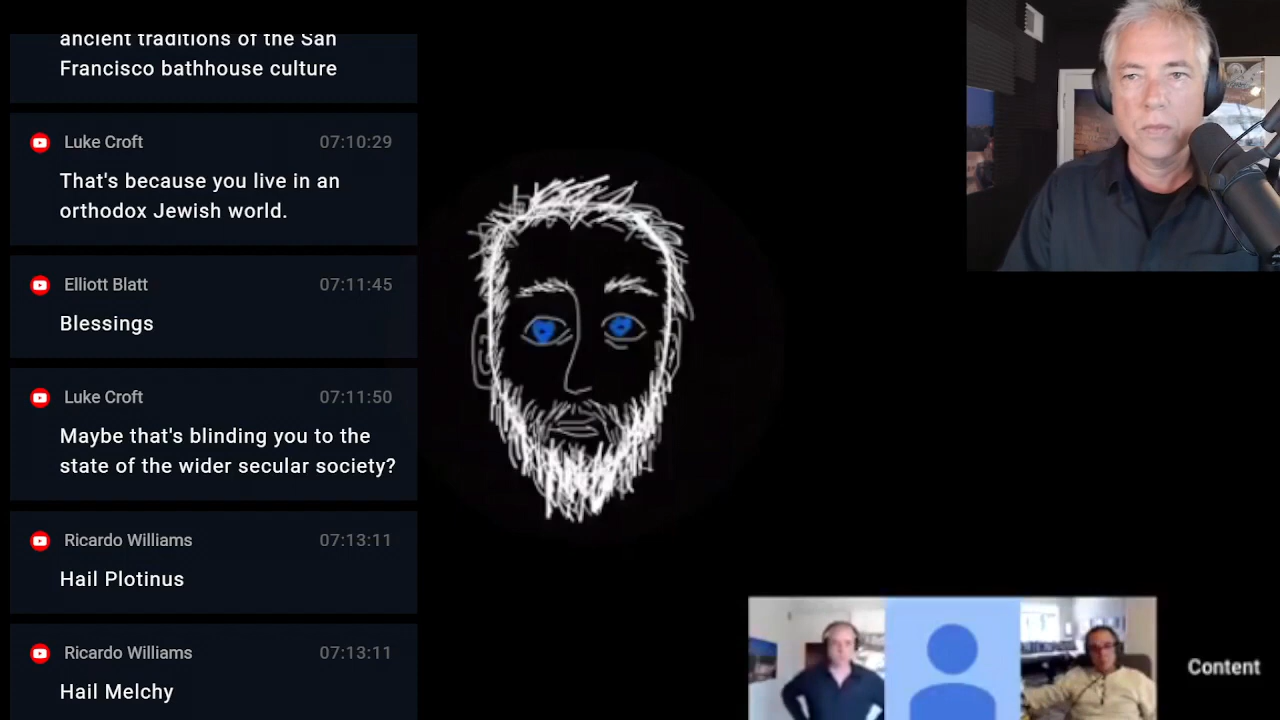 ancient traditions of the San
Francisco bathhouse culture
Luke Croft 07:10:29
That's because you live in an
orthodox Jewish world.
Elliott Blatt 07:11:45
Blessings
Luke Croft 07:11:50
Maybe that's blinding you to the
state of the wider secular society?
Ricardo Williams 07:13:11
Hail Plotinus
Ricardo Williams 07:13:11
Hail Melchy
Content